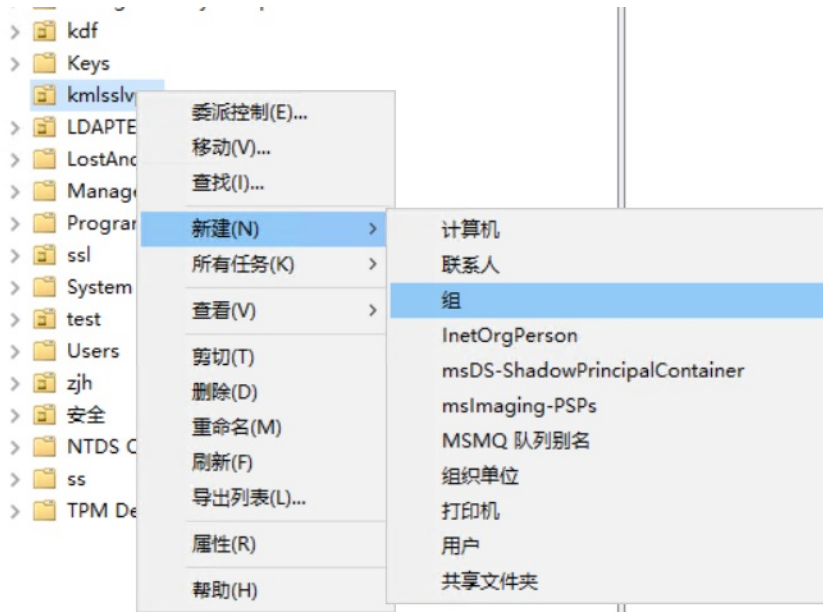 kdf
Keys
kmlsslv
LDAPTE
LostAnd
Manage
Program
ssl
System
test
Users
zjh
安全
NTDS
ss
TPM De
委派控制(E)...
移动(V)...
查找(I)...
新建(N)
所有任务(K)
查看(V)
剪切(T)
删除(D)
重命名(M)
刷新(F)
导出列表(L)...
属性(R)
帮助(H)
计算机
联系人
组
InetOrgPerson
msDS-ShadowPrincipalContainer
msImaging-PSPs
MSMQ 队列别名
组织单位
打印机
用户
共享文件夹